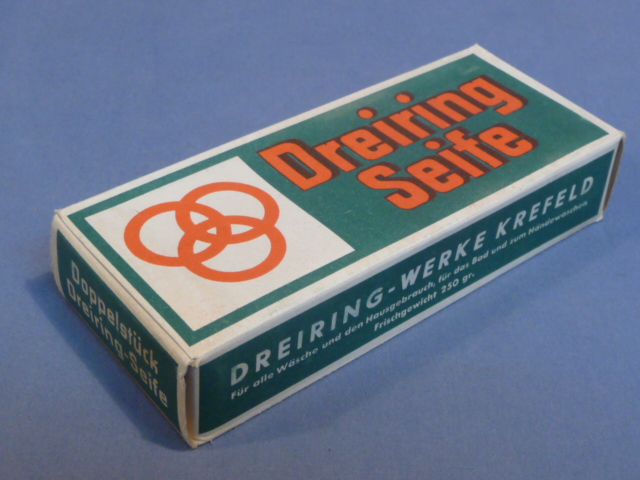 Dreiring
Seife
DREIRING-WERKE KREFELD
Für alle Wäsche und den Hausgebrauch, für das Bad und zum Händewaschen
Frischgewicht 250 gr.
Doppelstück
Dreiring-Seife